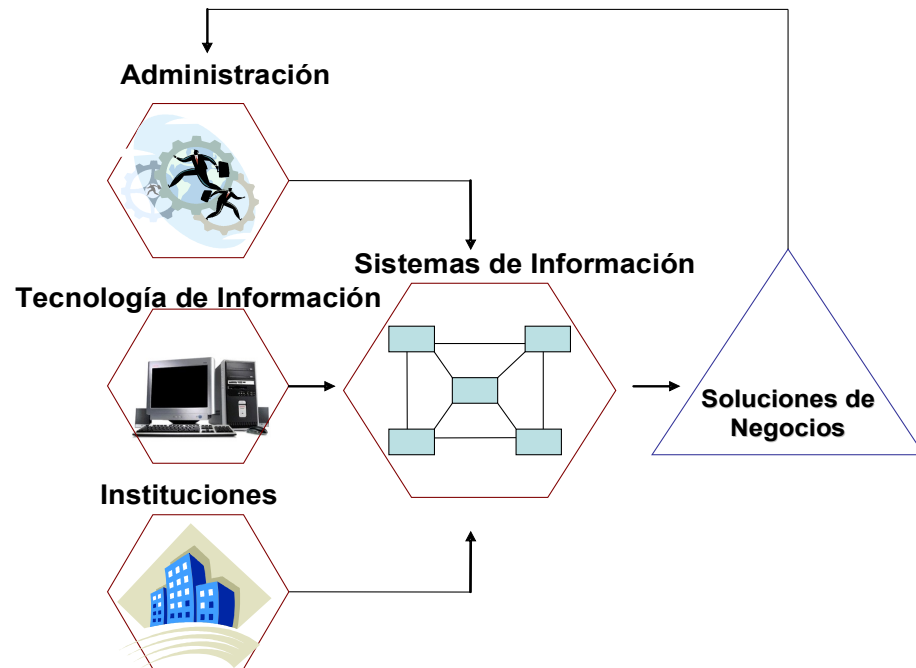 Administración
Sistemas de Información
Tecnología de Información
Soluciones de
Negocios
Instituciones